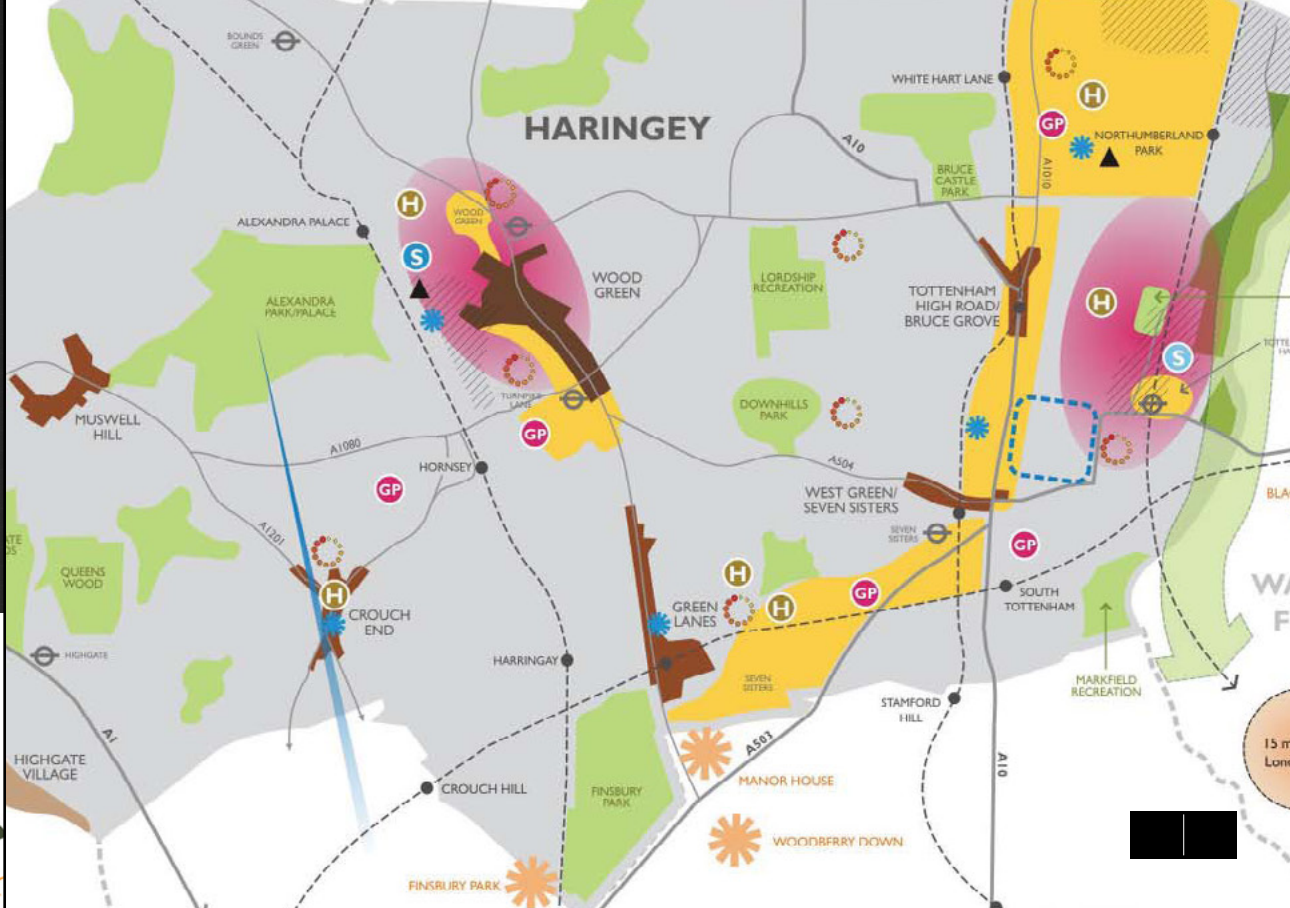 BOUNDS
GREEN
WHITE HART LANE
H
GP
HARINGEY
A10
NORTHUMBERLAND
PARK
A1010
BRUCE
CASTLE
PARK
H
ALEXANDRA PALACE
WOOD
GREEN
S
WOOD
GREEN
LORDSHIP
RECREATION
TOTTENHAM
HIGH ROAD/
BRUCE GROVE
H
ALEXANDRA
PARK/PALACE
S
TURNPIKE
LANE
MUSWELL
HILL
DOWNHILLS
PARK
GP
A1080
HORNSEY
A504
GP
WEST GREEN/
SEVEN SISTERS
SEVEN
SISTERS
A1201
GP
QUEENS
WOOD
H
H
GP
H
CROUCH
END
GREEN
LANES
SOUTH
TOTTENHAM
HIGHGATE
HARRINGAY
SEVEN
SISTERS
MARKFIELD
RECREATION
STAMFORD
HILL
A1
A503
A10
HIGHGATE
VILLAGE
MANOR HOUSE
CROUCH HILL
FINSBURY
PARK
WOODBERRY DOWN
FINSBURY PARK
15